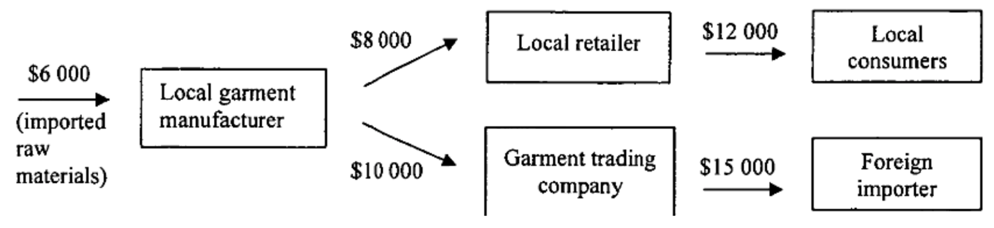 $6 000
(imported
raw
materials)
Local garment
manufacturer
$8 000
Local retailer
$12 000
Local
consumers
$10 000
Garment trading
company
$15 000
Foreign
importer